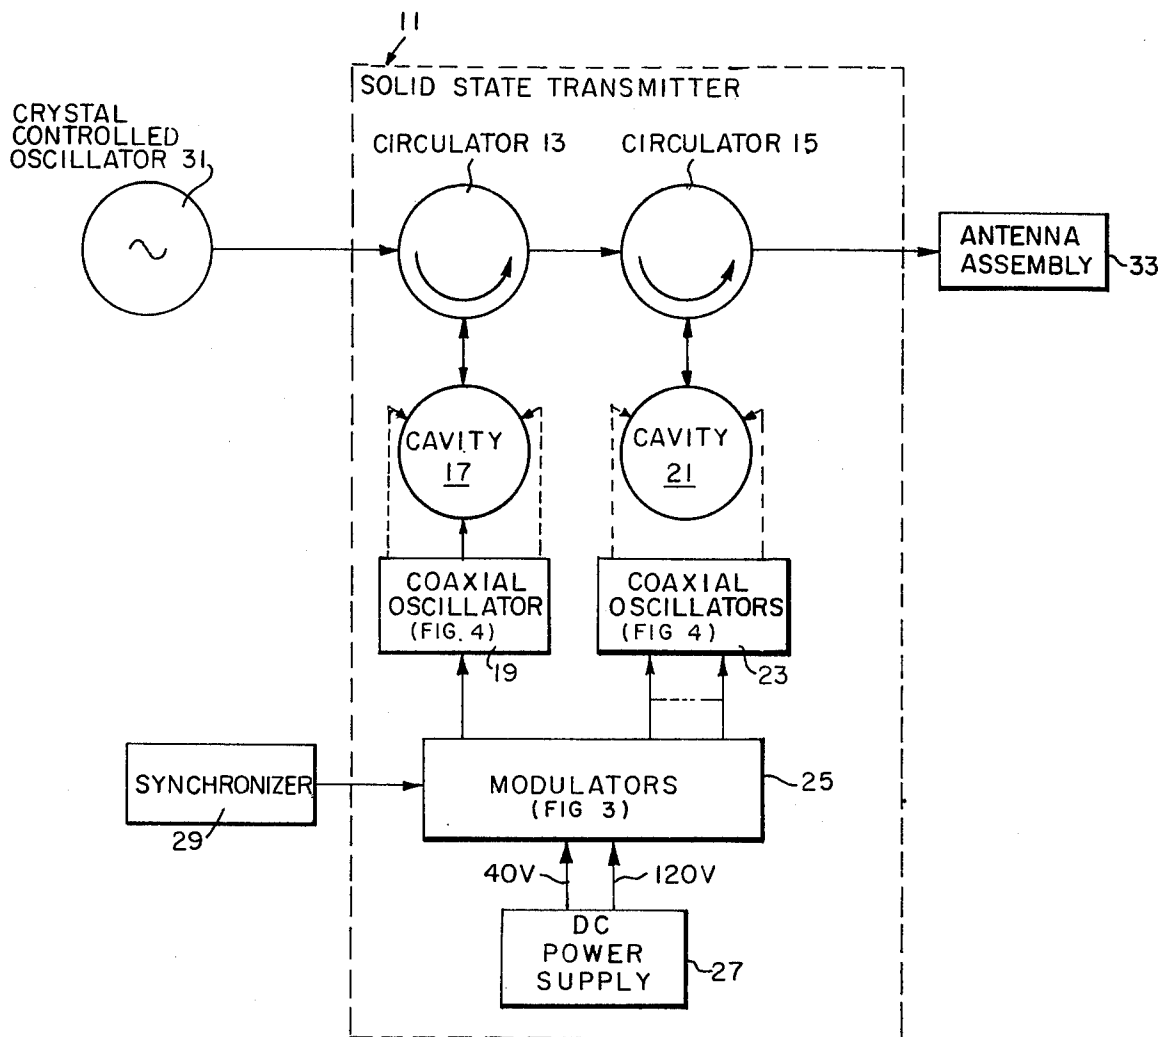 11
SOLID STATE TRANSMITTER
CRYSTAL
CONTROLLED
OSCILLATOR 31
CIRCULATOR 13
CIRCULATOR 15
ANTENNA
ASSEMBLY
33
CAVITY
17
CAVITY
21
COAXIAL
OSCILLATOR
(FIG. 4)
19
COAXIAL
OSCILLATORS
(FIG 4)
23
SYNCHRONIZER
29
MODULATORS
(FIG 3)
25
40V
120V
DC
POWER
SUPPLY
27